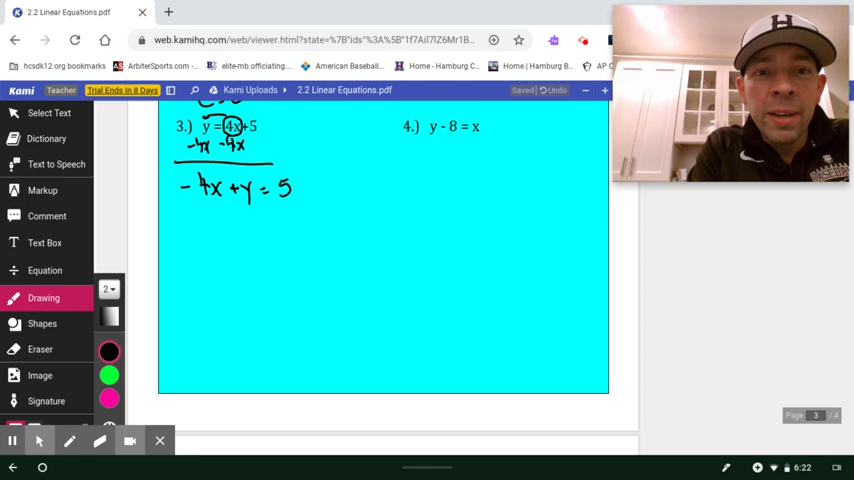 2.2 Linear Equations.pdf
web.kamihq.com/web/viewer.html?state=%7B"ids"%3A%5B"1f7Ail7lZ6Mr1B...
hcsdk12.org bookmarks
AS ArbiterSports.com -...
elite-mb.officiating...
American Baseball...
H Home - Hamburg C...
Home | Hamburg B...
AP Clas
Kami Teacher Trial Ends In 8 Days Kami Uploads > 2.2 Linear Equations.pdf Saved Undo
Select Text
Dictionary
Text to Speech
Markup
Comment
T Text Box
Equation
Drawing
Shapes
Eraser
Image
Signature
2
3.) y = 4x+5
-4x -4x
-4x + y = 5
4.) y - 8 = x
H
Page 3 / 4
6:22